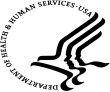 DEPARTMENT OF HEALTH & HUMAN SERVICES · USA